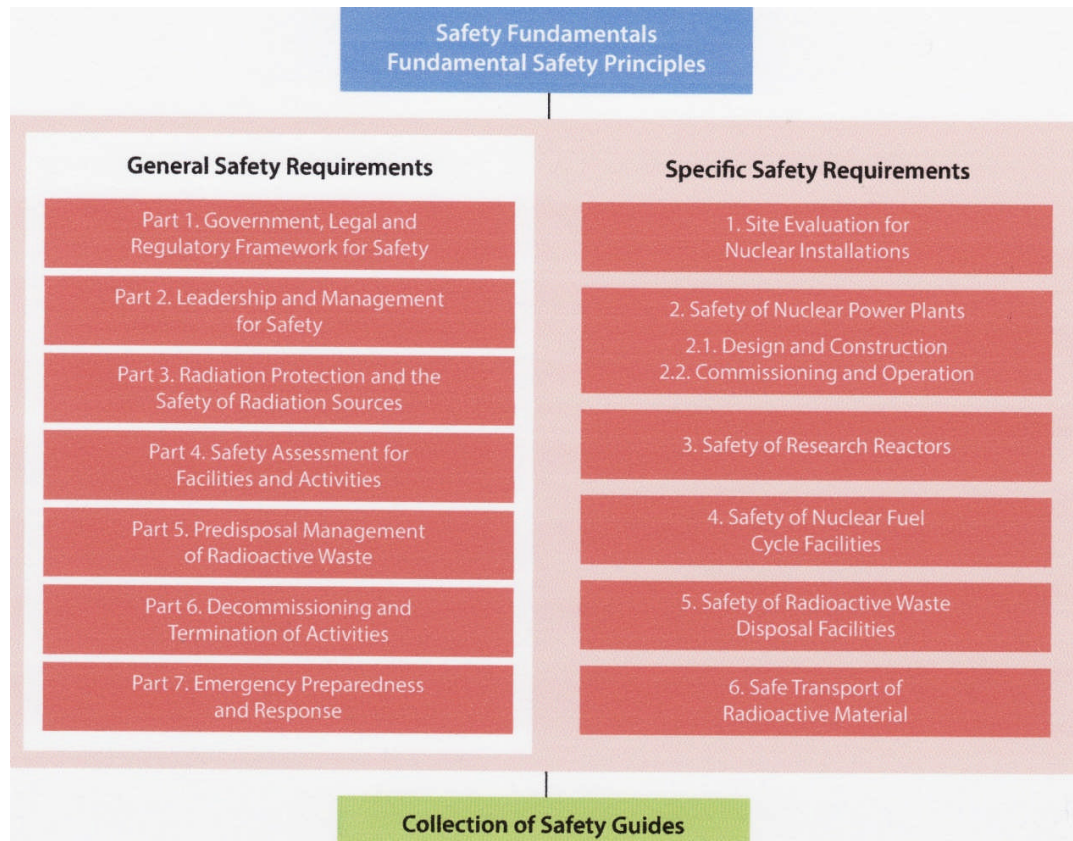 Safety Fundamentals
Fundamental Safety Principles
General Safety Requirements
Part 1. Government, Legal and
Regulatory Framework for Safety
Part 2. Leadership and Management
for Safety
Part 3. Radiation Protection and the
Safety of Radiation Sources
Part 4. Safety Assessment for
Facilities and Activities
Part 5. Predisposal Management
of Radioactive Waste
Part 6. Decommissioning and
Termination of Activities
Part 7. Emergency Preparedness
and Response
Specific Safety Requirements
1. Site Evaluation for
Nuclear Installations
2. Safety of Nuclear Power Plants
2.1. Design and Construction
2.2. Commissioning and Operation
3. Safety of Research Reactors
4. Safety of Nuclear Fuel
Cycle Facilities
5. Safety of Radioactive Waste
Disposal Facilities
6. Safe Transport of
Radioactive Material
Collection of Safety Guides